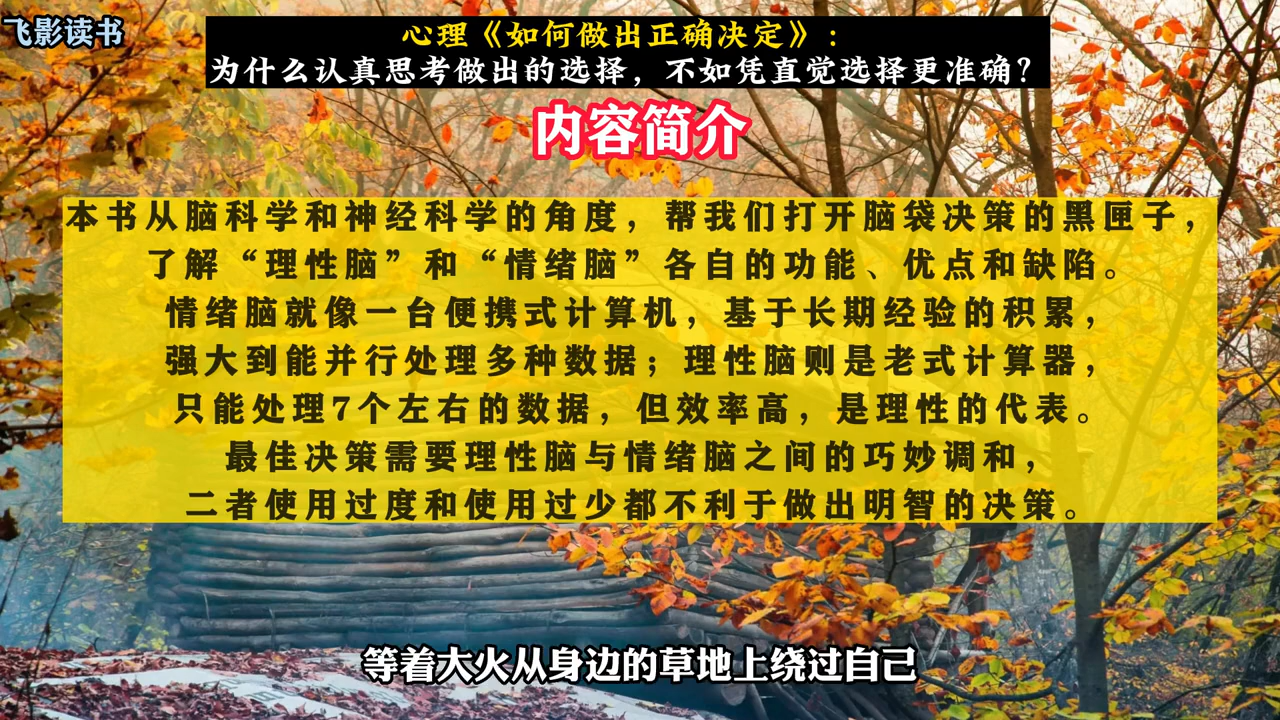 飞影读书
心理《如何做出正确决定》：
为什么认真思考做出的选择，不如凭直觉选择更准确？
内容简介
本书从脑科学和神经科学的角度，帮我们打开脑袋决策的黑匣子，
了解“理性脑”和“情绪脑”各自的功能、优点和缺陷。
情绪脑就像一台便携式计算机，基于长期经验的积累，
强大到能并行处理多种数据；理性脑则是老式计算器，
只能处理7个左右的数据，但效率高，是理性的代表。
最佳决策需要理性脑与情绪脑之间的巧妙调和，
二者使用过度和使用过少都不利于做出明智的决策。
等着大火从身边的草地上绕过自己